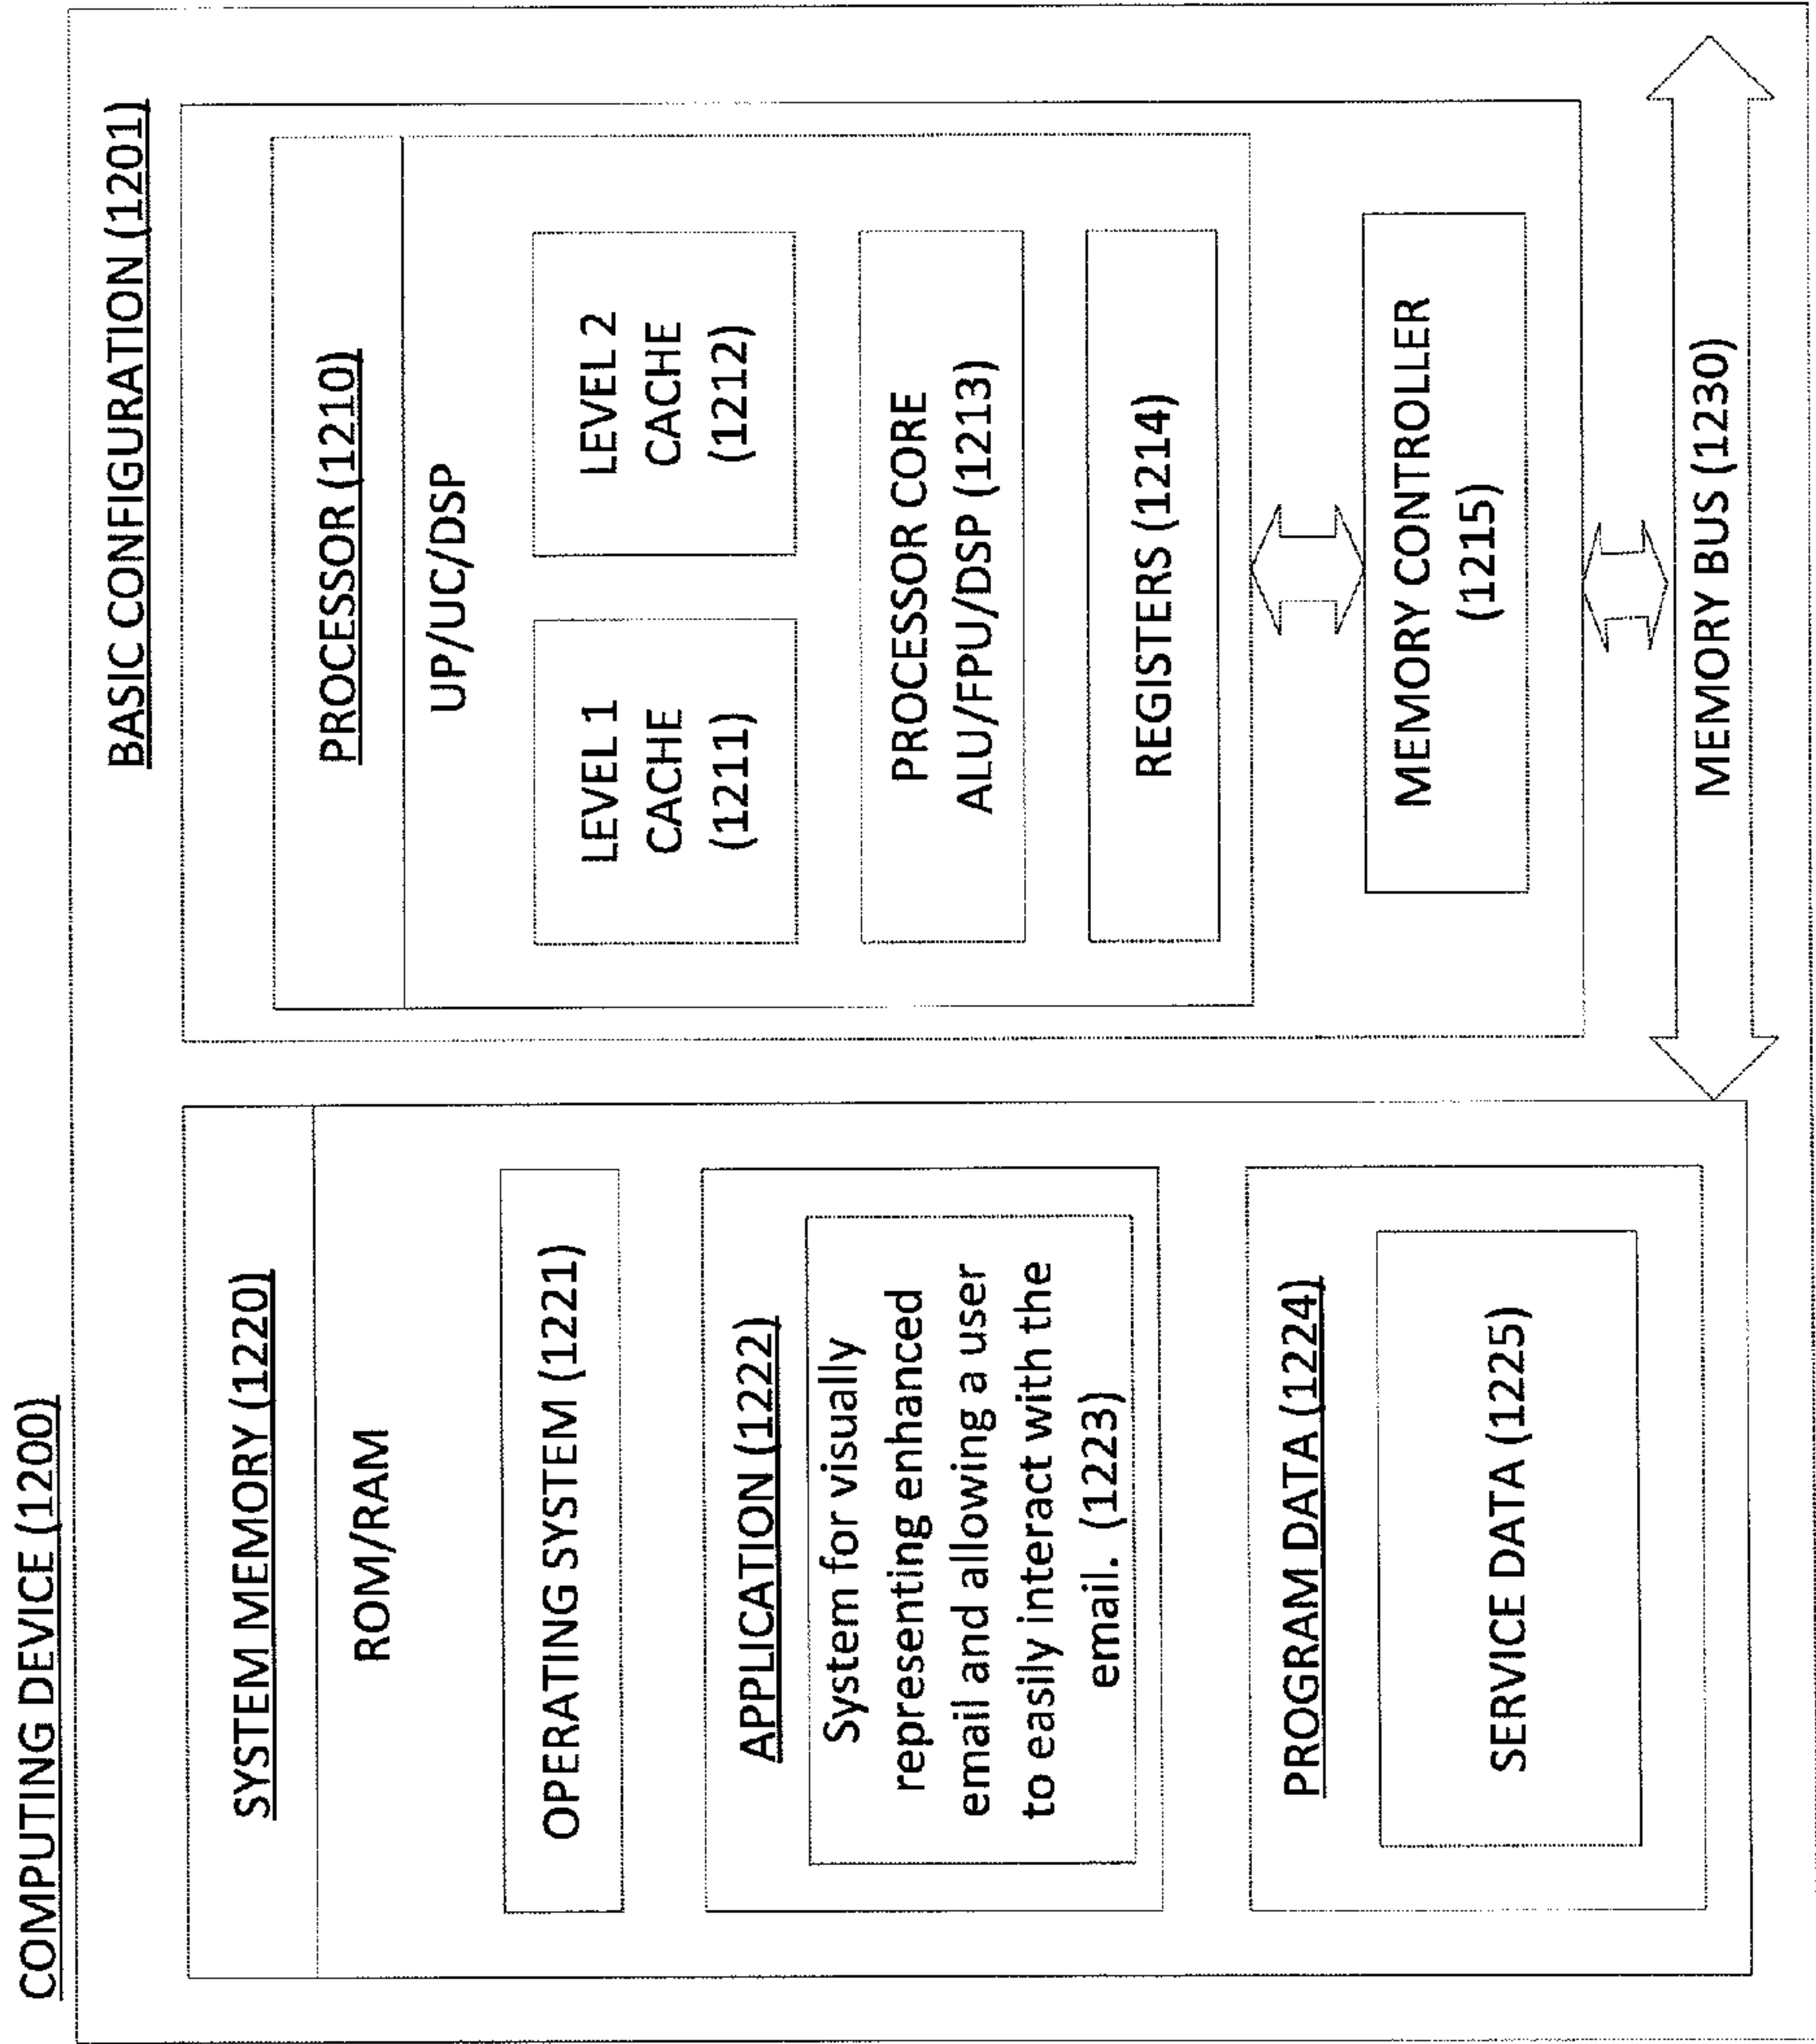 COMPUTING DEVICE (1200)
BASIC CONFIGURATION (1201)
SYSTEM MEMORY (1220)
ROM/RAM
OPERATING SYSTEM (1221)
APPLICATION (1222)
System for visually
representing enhanced
email and allowing a user
to easily interact with the
email. (1223)
PROGRAM DATA (1224)
SERVICE DATA (1225)
PROCESSOR (1210)
UP/UC/DSP
LEVEL 1
CACHE
(1211)
LEVEL 2
CACHE
(1212)
PROCESSOR CORE
ALU/FPU/DSP (1213)
REGISTERS (1214)
MEMORY CONTROLLER
(1215)
MEMORY BUS (1230)